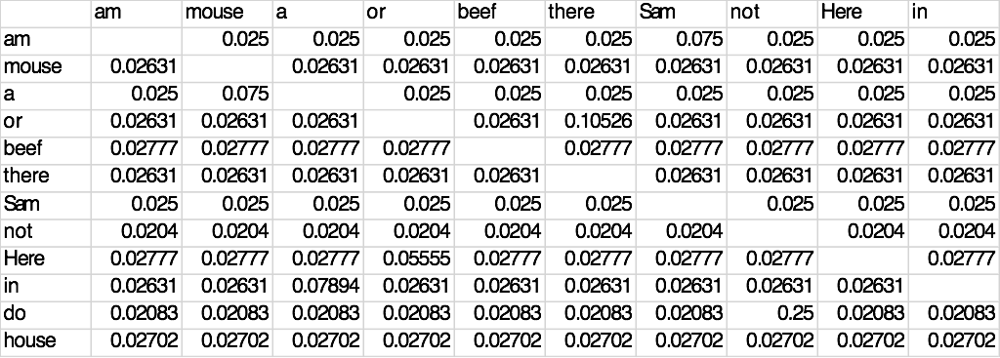 am mouse a or beef there Sam not Here in
am 0.025 0.025 0.025 0.025 0.025 0.075 0.025 0.025 0.025
mouse 0.02631 0.02631 0.02631 0.02631 0.02631 0.02631 0.02631 0.02631 0.02631
a 0.025 0.075 0.025 0.025 0.025 0.025 0.025 0.025 0.025
or 0.02631 0.02631 0.02631 0.02631 0.10526 0.02631 0.02631 0.02631 0.02631
beef 0.02777 0.02777 0.02777 0.02777 0.02777 0.02777 0.02777 0.02777 0.02777
there 0.02631 0.02631 0.02631 0.02631 0.02631 0.02631 0.02631 0.02631 0.02631
Sam 0.025 0.025 0.025 0.025 0.025 0.025 0.025 0.025 0.025
not 0.0204 0.0204 0.0204 0.0204 0.0204 0.0204 0.0204 0.0204 0.0204
Here 0.02777 0.02777 0.02777 0.05555 0.02777 0.02777 0.02777 0.02777 0.02777
in 0.02631 0.02631 0.07894 0.02631 0.02631 0.02631 0.02631 0.02631 0.02631
do 0.02083 0.02083 0.02083 0.02083 0.02083 0.02083 0.02083 0.25 0.02083 0.02083
house 0.02702 0.02702 0.02702 0.02702 0.02702 0.02702 0.02702 0.02702 0.02702 0.02702